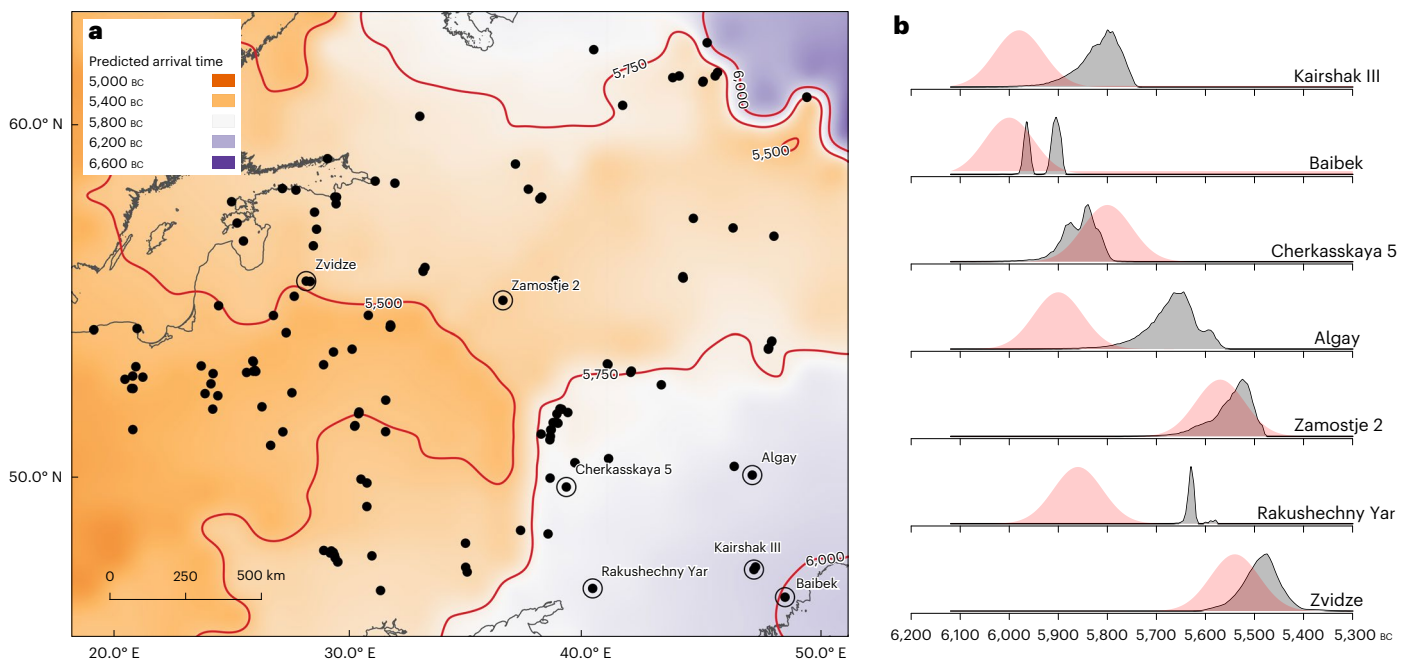 a
Predicted arrival time
5,000 BC
5,400 BC
5,800 BC
6,200 BC
6,600 BC
5,750
6,000
5,500
60.0° N
Zvidze
Zamostje 2
5,500
5,750
50.0° N
Algay
Cherkasskaya 5
Kairshak III
6,000
0 250 500 km
Rakushechny Yar
Baibek
20.0° E 30.0° E 40.0° E 50.0° E
b
Kairshak III
Baibek
Cherkasskaya 5
Algay
Zamostje 2
Rakushechny Yar
Zvidze
6,200 6,100 6,000 5,900 5,800 5,700 5,600 5,500 5,400 5,300 BC